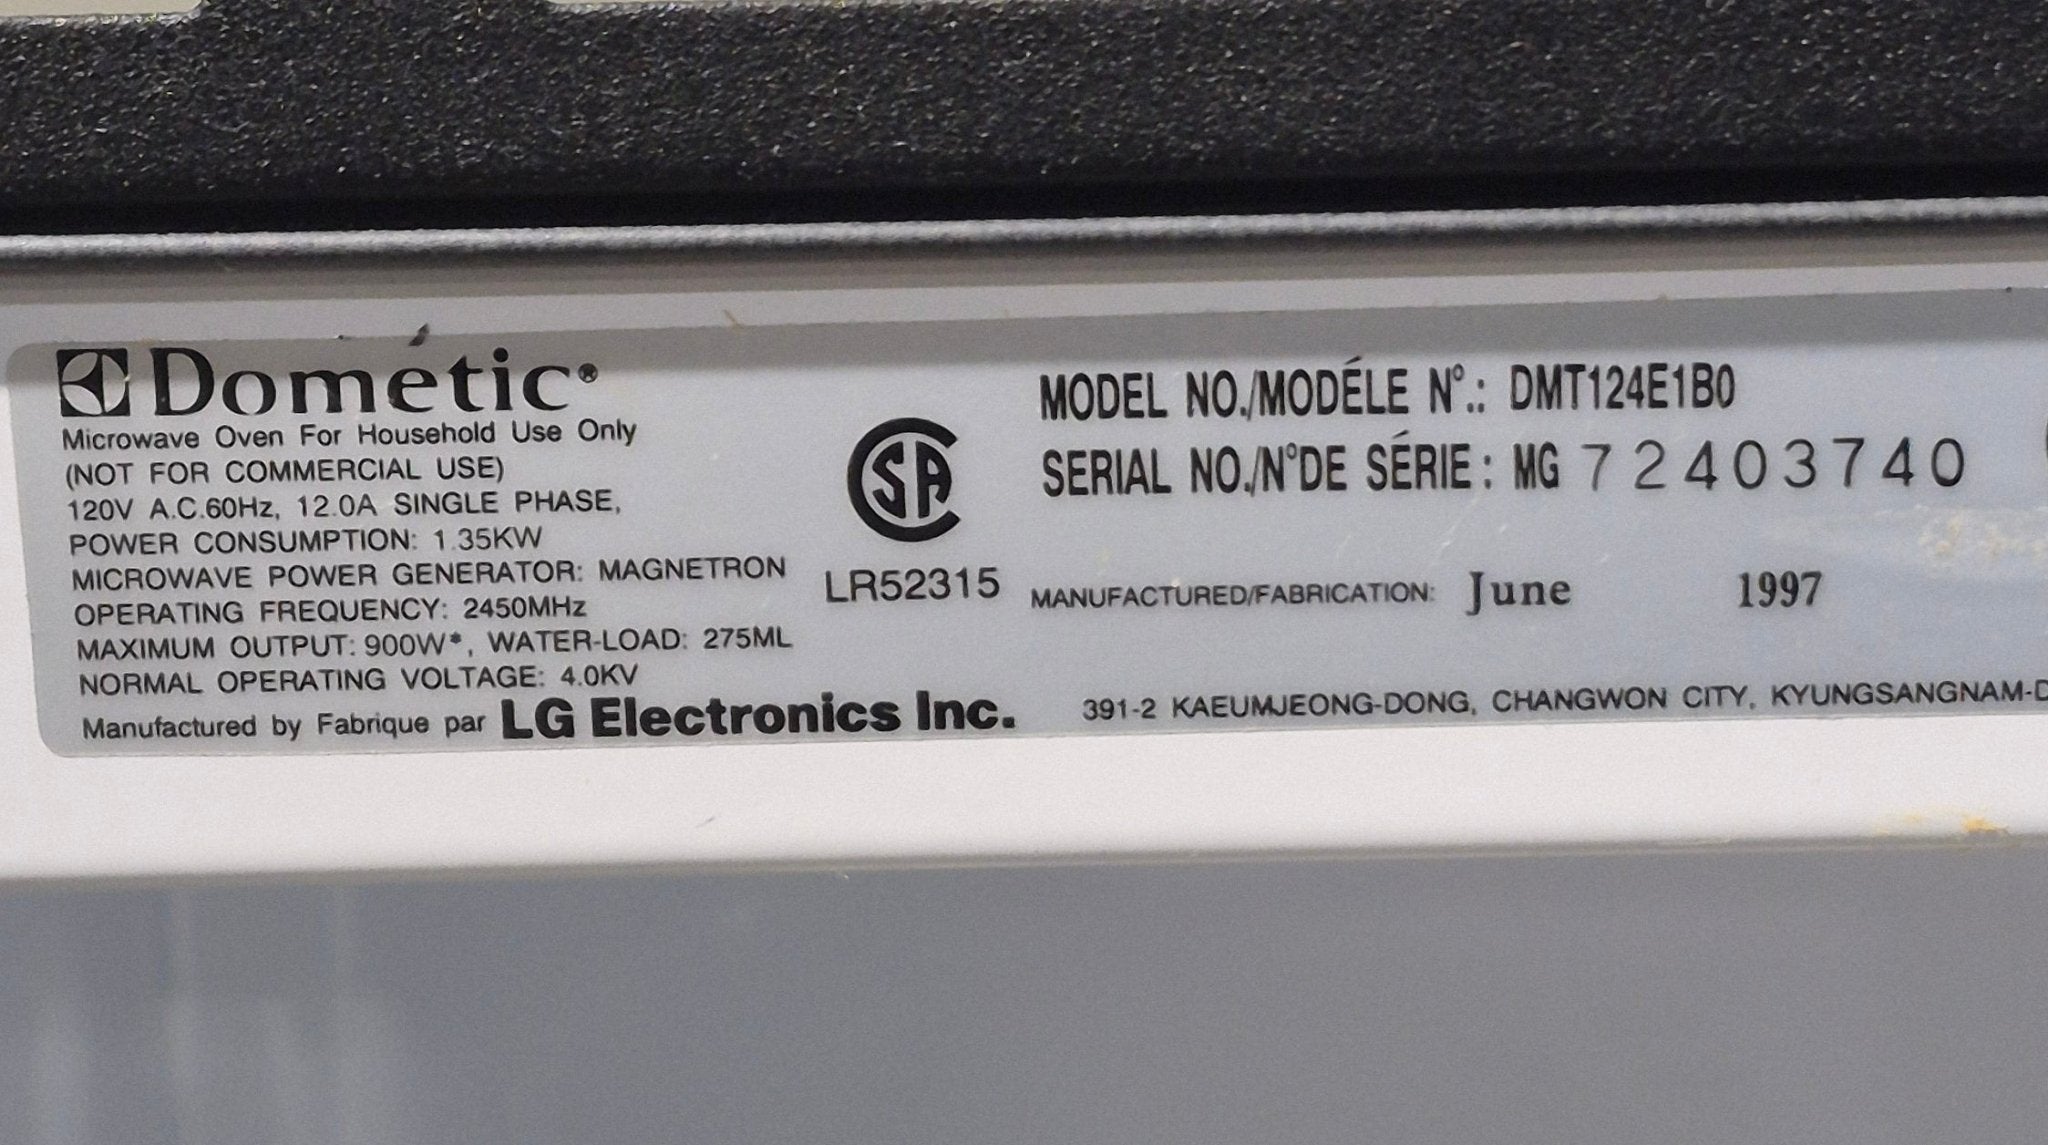 Dometic®
Microwave Oven For Household Use Only
(NOT FOR COMMERCIAL USE)
120V A.C.60Hz, 12.0A SINGLE PHASE,
POWER CONSUMPTION: 1.35KW
MICROWAVE POWER GENERATOR: MAGNETRON
OPERATING FREQUENCY: 2450MHz
MAXIMUM OUTPUT: 900W*, WATER-LOAD: 275ML
NORMAL OPERATING VOLTAGE: 4.0KV
Manufactured by Fabrique par LG Electronics Inc.
CSA
LR52315
MODEL NO./MODÉLE N°.: DMT124E1B0
SERIAL NO./N°DE SÉRIE: MG 72403740
MANUFACTURED/FABRICATION: June 1997
391-2 KAEUMJEONG-DONG, CHANGWON CITY, KYUNGSANGNAM-D